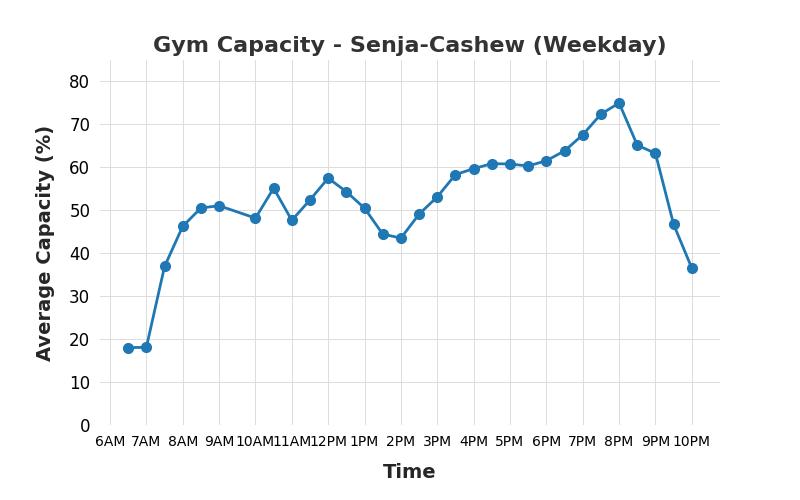 Gym Capacity - Senja-Cashew (Weekday)
Average Capacity (%)
80
70
60
50
40
30
20
10
0
6AM 7AM 8AM 9AM 10AM 11AM 12PM 1PM 2PM 3PM 4PM 5PM 6PM 7PM 8PM 9PM 10PM
Time